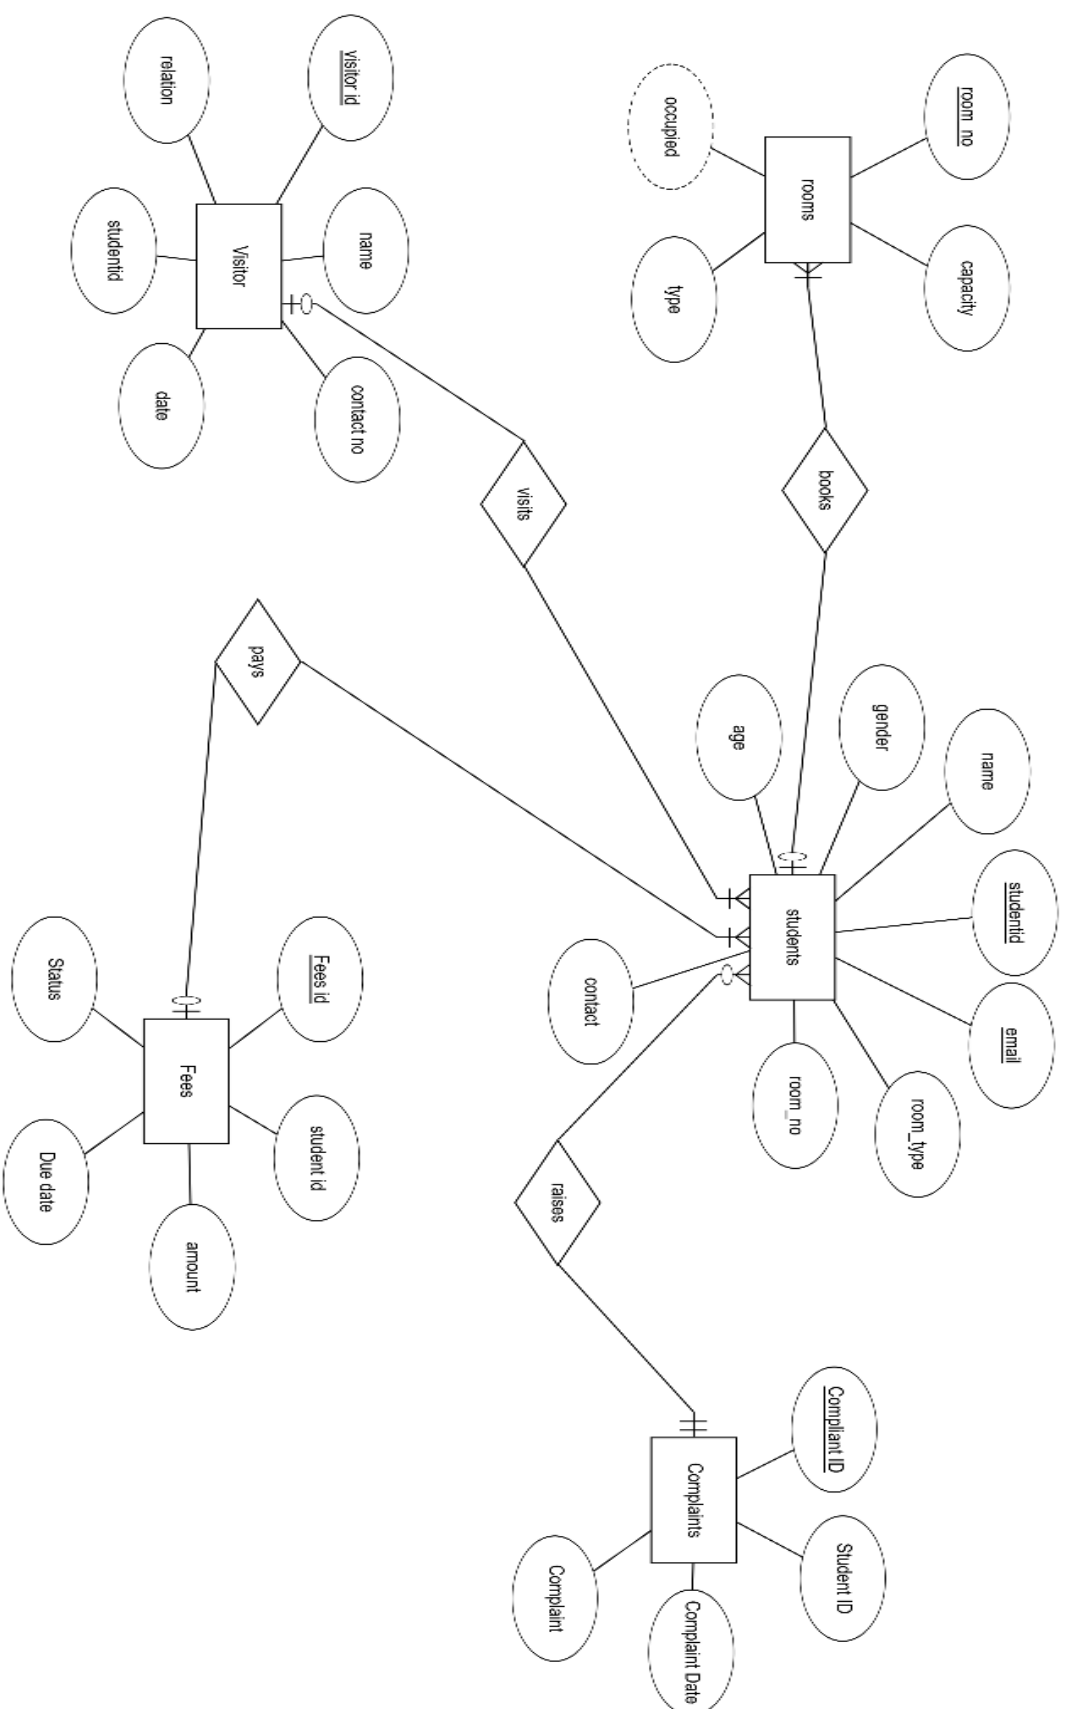 studentid
email
name
room_no
capacity
room_type
gender
Compliant ID
Student ID
books
rooms
students
room_no
age
Complaints
Complaint Date
occupied
type
contact
raises
Complaint
visits
visitor id
name
contact no
Fees id
student id
pays
Visitor
Fees
amount
relation
date
studentid
Status
Due date